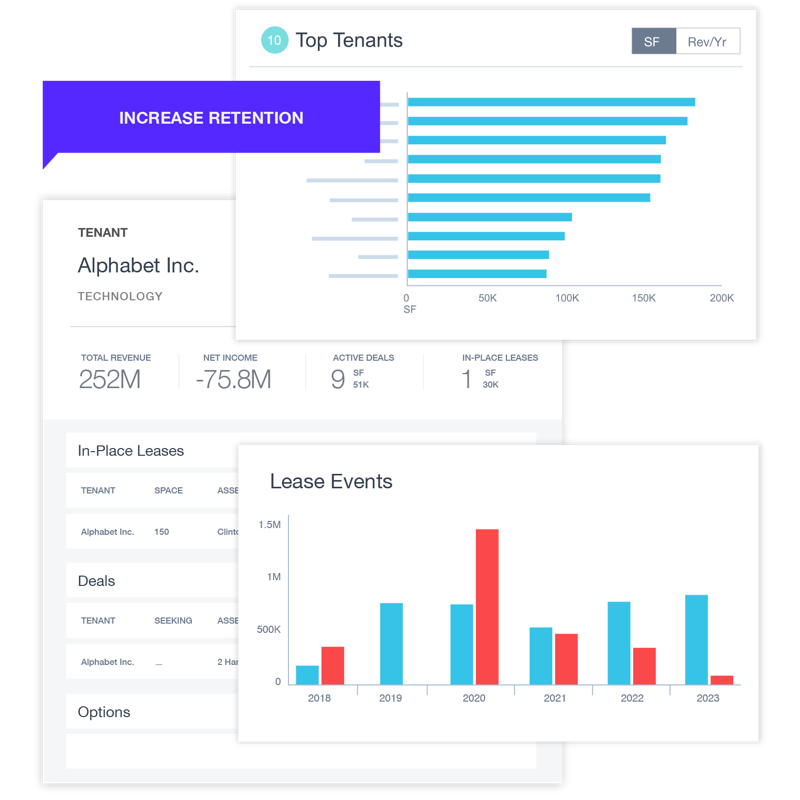 10 Top Tenants
SF Rev/Yr
INCREASE RETENTION
0 50K 100K 150K 200K
SF
TENANT
Alphabet Inc.
TECHNOLOGY
TOTAL REVENUE NET INCOME ACTIVE DEALS IN-PLACE LEASES
252M -75.8M 9 SF 51K 1 SF 30K
In-Place Leases
TENANT SPACE ASSE
Alphabet Inc. 150 Clinto
Deals
TENANT SEEKING ASSE
Alphabet Inc. __ 2 Har
Options
Lease Events
1.5M
1M
500K
0
2018 2019 2020 2021 2022 2023